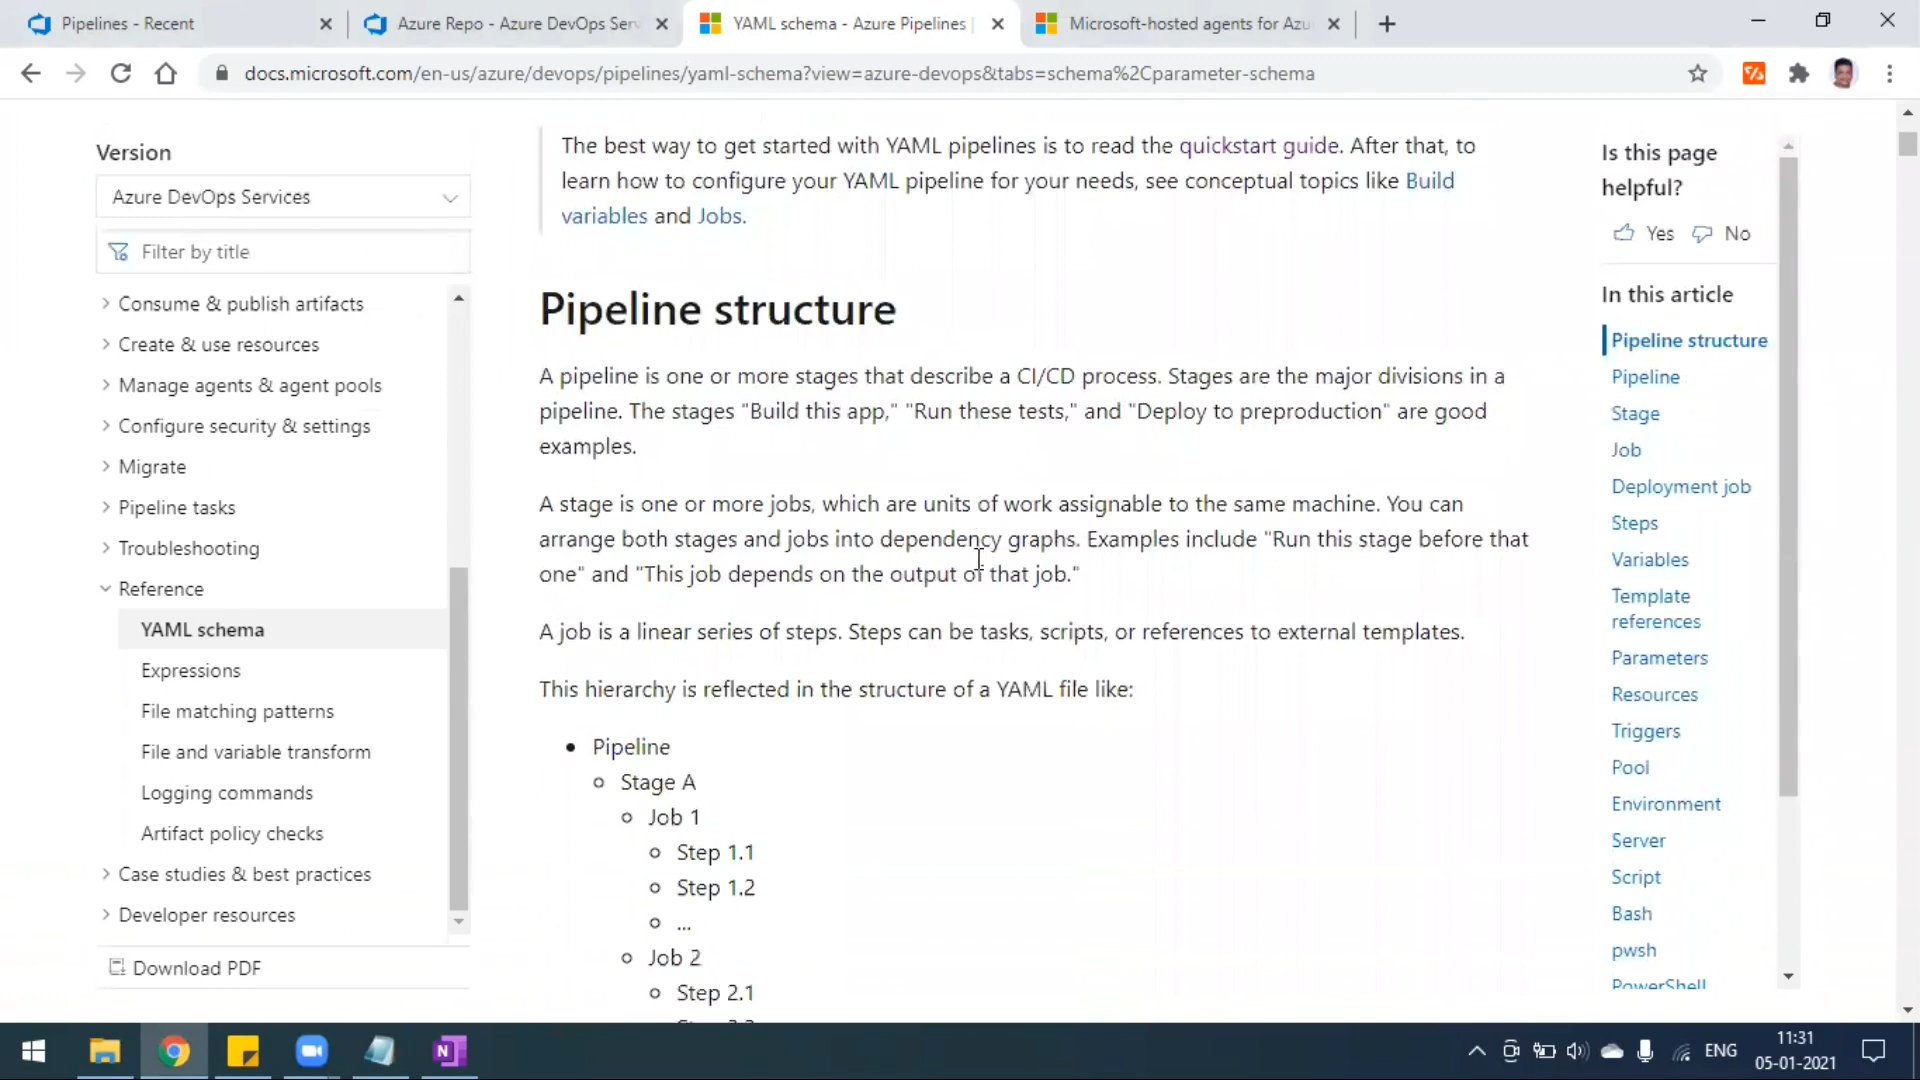 Pipelines - Recent
Azure Repo - Azure DevOps Ser
YAML schema - Azure Pipelines |
Microsoft-hosted agents for Azu
docs.microsoft.com/en-us/azure/devops/pipelines/yaml-schema?view=azure-devops&tabs=schema%2Cparameter-schema
Version
Azure DevOps Services
Filter by title
Consume & publish artifacts
Create & use resources
Manage agents & agent pools
Configure security & settings
Migrate
Pipeline tasks
Troubleshooting
Reference
YAML schema
Expressions
File matching patterns
File and variable transform
Logging commands
Artifact policy checks
Case studies & best practices
Developer resources
Download PDF
The best way to get started with YAML pipelines is to read the quickstart guide. After that, to
learn how to configure your YAML pipeline for your needs, see conceptual topics like Build
variables and Jobs.
Pipeline structure
A pipeline is one or more stages that describe a CI/CD process. Stages are the major divisions in a
pipeline. The stages "Build this app," "Run these tests," and "Deploy to preproduction" are good
examples.
A stage is one or more jobs, which are units of work assignable to the same machine. You can
arrange both stages and jobs into dependency graphs. Examples include "Run this stage before that
one" and "This job depends on the output of that job."
A job is a linear series of steps. Steps can be tasks, scripts, or references to external templates.
This hierarchy is reflected in the structure of a YAML file like:
Pipeline
Stage A
Job 1
Step 1.1
Step 1.2
...
Job 2
Step 2.1
Is this page
helpful?
Yes No
In this article
Pipeline structure
Pipeline
Stage
Job
Deployment job
Steps
Variables
Template
references
Parameters
Resources
Triggers
Pool
Environment
Server
Script
Bash
pwsh
PowerShell
N
ENG
11:31
05-01-2021